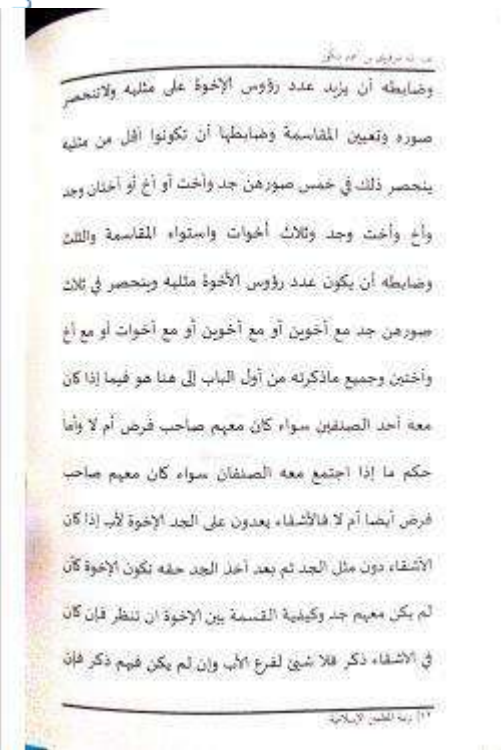 وضابطه أن يزيد عدد رؤوس الإخوة على مثليه ولاتنحصر
صوره وتعيين المقاسمة وضابطها أن تكونوا أقل من مثليه
ينحصر ذلك في خمس صورهن جد وأخت أو أخ أو أختان وجد
وأخ وأخت وجد وثلاث أخوات واستواء المقاسمة والثلث
وضابطه أن يكون عدد رؤوس الأخوة مثليه وينحصر في ثلاث
صورهن جد مع أخوين أو مع أخوين أو مع أخوات أو مع أخ
وأختين وجميع ماذكرته من أول الباب إلى هنا هو فيما إذا كان
معه أحد الصنفين سواء كان معهم صاحب فرض أم لا وأما
حكم ما إذا اجتمع معه الصنفان سواء كان معهم صاحب
فرض أيضا أم لا فالأشقاء يعدون على الجد الإخوة لأب إذا كان
الأشقاء دون مثل الجد ثم بعد أخذ الجد حقه تكون الإخوة كأن
لم يكن معهم جد وكيفية القسمة بين الإخوة ان تنظر فإن كان
في الاشقاء ذكر فلا شيئ لفرع الأب وإن لم يكن فيهم ذكر فإن